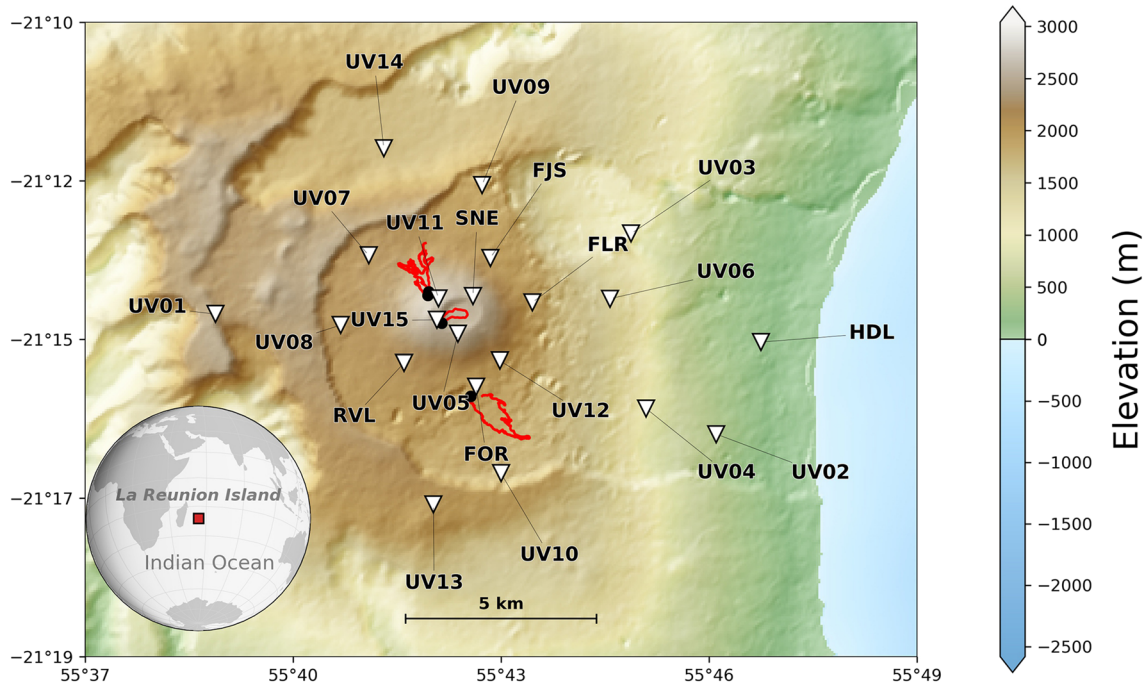 −21°10
−21°12
−21°15
−21°17
−21°19
55°37
55°40
55°43
55°46
55°49
UV14
UV09
FJS
UV03
UV07
UV11
SNE
FLR
UV06
UV01
UV15
UV08
HDL
RVL
UV05
UV12
FOR
UV04
UV02
UV10
UV13
5 km
La Reunion Island
Indian Ocean
3000
2500
2000
1500
1000
500
0
−500
−1000
−1500
−2000
−2500
Elevation (m)